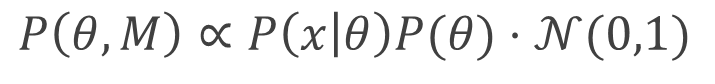 P(θ, M) ∝ P(x|θ)P(θ) · 𝒩(0,1)